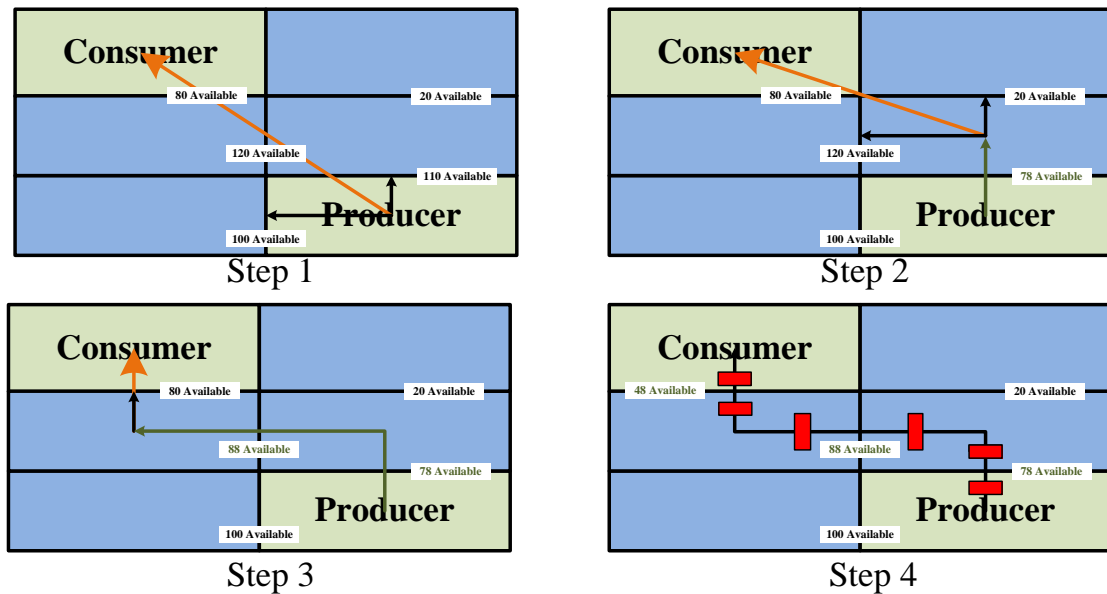 Consumer
80 Available
20 Available
120 Available
110 Available
Producer
100 Available
Step 1
Consumer
80 Available
20 Available
120 Available
78 Available
Producer
100 Available
Step 2
Consumer
80 Available
20 Available
88 Available
78 Available
Producer
100 Available
Step 3
Consumer
48 Available
20 Available
88 Available
78 Available
Producer
100 Available
Step 4